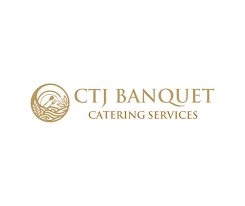 CTJ BANQUET
CATERING SERVICES